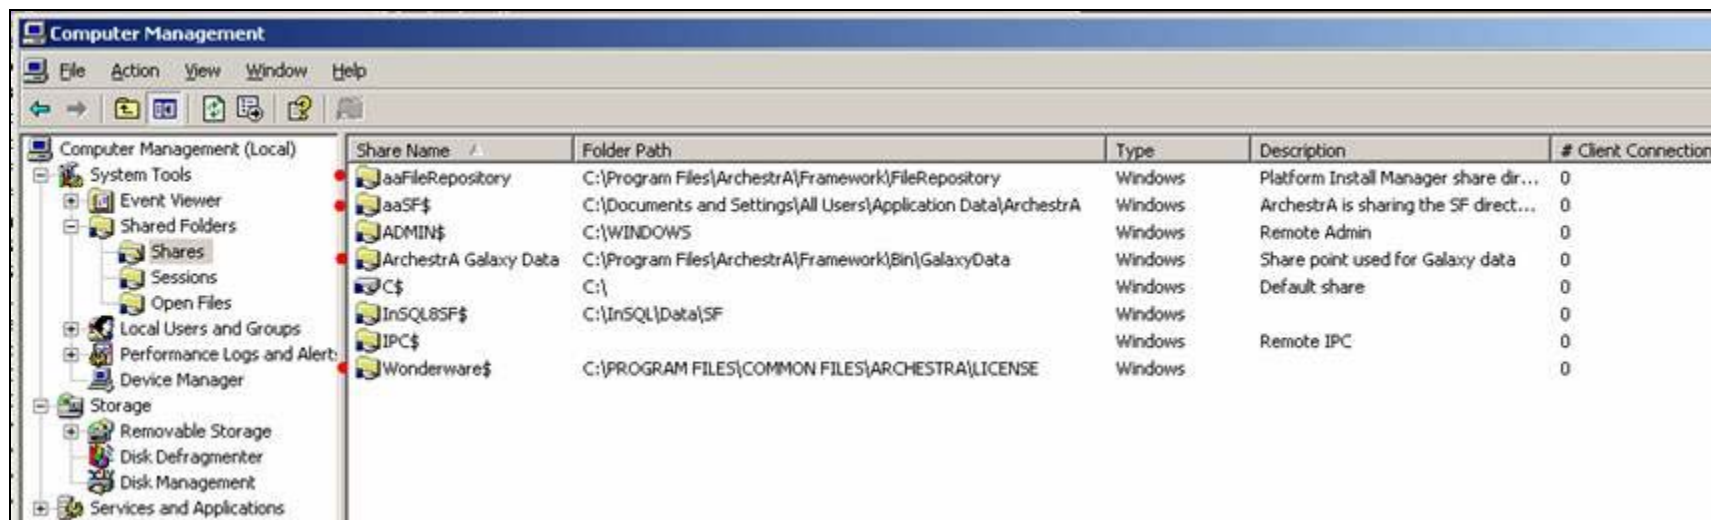 Computer Management
File Action View Window Help
Computer Management (Local)
System Tools
Event Viewer
Shared Folders
Shares
Sessions
Open Files
Local Users and Groups
Performance Logs and Alert
Device Manager
Storage
Removable Storage
Disk Defragmenter
Disk Management
Services and Applications
Share Name Folder Path Type Description # Client Connection
aaFileRepository C:\Program Files\ArchestrA\Framework\FileRepository Windows Platform Install Manager share dir... 0
aaSF$ C:\Documents and Settings\All Users\Application Data\ArchestrA Windows ArchestrA is sharing the SF direct... 0
ADMIN$ C:\WINDOWS Windows Remote Admin 0
ArchestrA Galaxy Data C:\Program Files\ArchestrA\Framework\Bin\GalaxyData Windows Share point used for Galaxy data 0
C$ C:\ Windows Default share 0
InSQL8SF$ C:\InSQL\Data\SF Windows 0
IPC$ Windows Remote IPC 0
Wonderware$ C:\PROGRAM FILES\COMMON FILES\ARCHESTRA\LICENSE Windows 0